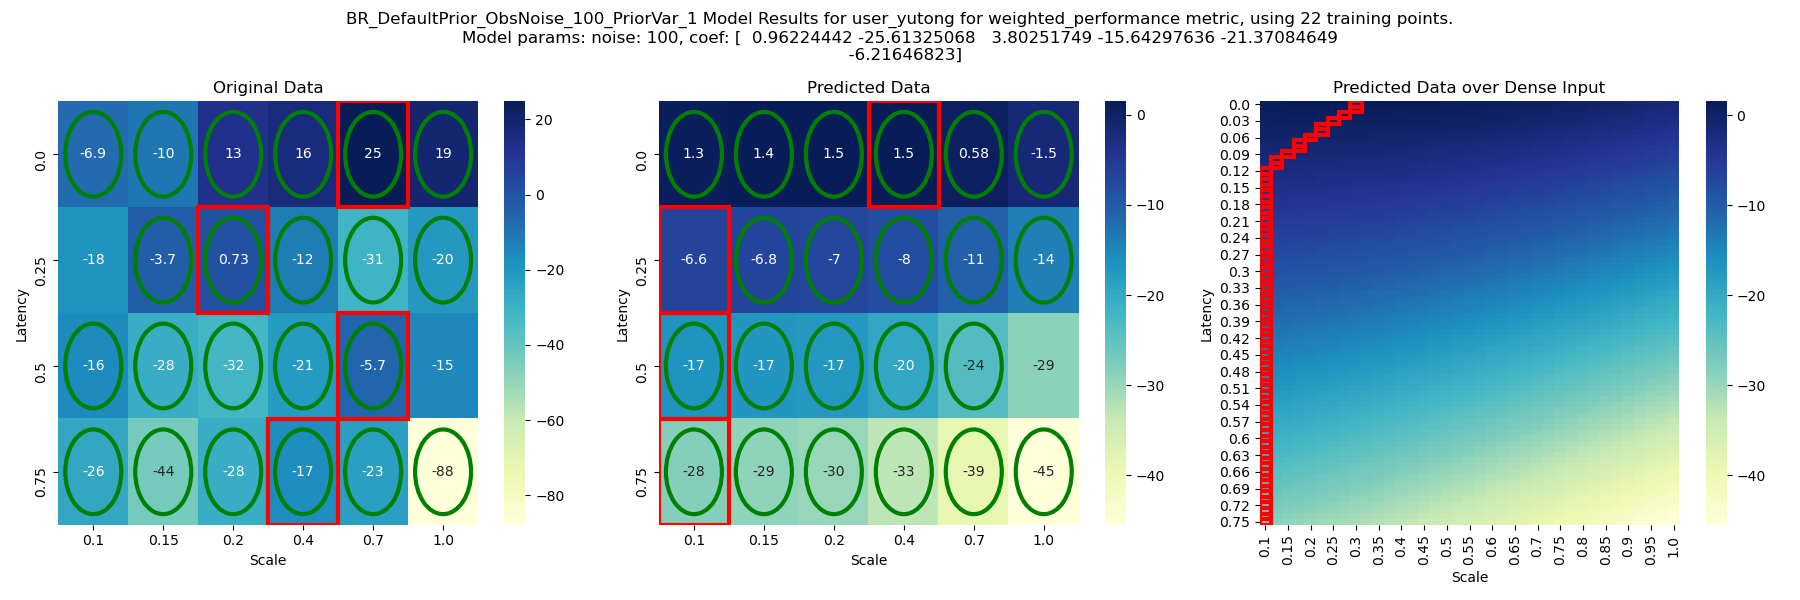 BR_DefaultPrior_ObsNoise_100_PriorVar_1 Model Results for user_yutong for weighted_performance metric, using 22 training points.
Model params: noise: 100, coef: [  0.96224442 -25.61325068   3.80251749 -15.64297636 -21.37084649
-6.21646823]
Original Data
Latency
0.0
0.25
0.5
0.75
-6.9 -10 13 16 25 19
-18 -3.7 0.73 -12 -31 -20
-16 -28 -32 -21 -5.7 -15
-26 -44 -28 -17 -23 -88
0.1 0.15 0.2 0.4 0.7 1.0
Scale
20
0
−20
−40
−60
−80
Predicted Data
Latency
0.0
0.25
0.5
0.75
1.3 1.4 1.5 1.5 0.58 -1.5
-6.6 -6.8 -7 -8 -11 -14
-17 -17 -17 -20 -24 -29
-28 -29 -30 -33 -39 -45
0.1 0.15 0.2 0.4 0.7 1.0
Scale
0
−10
−20
−30
−40
Predicted Data over Dense Input
Latency
0.0
0.03
0.06
0.09
0.12
0.15
0.18
0.21
0.24
0.27
0.3
0.33
0.36
0.39
0.42
0.45
0.48
0.51
0.54
0.57
0.6
0.63
0.66
0.69
0.72
0.75
0.1 0.15 0.2 0.25 0.3 0.35 0.4 0.45 0.5 0.55 0.6 0.65 0.7 0.75 0.8 0.85 0.9 0.95 1.0
Scale
0
−10
−20
−30
−40